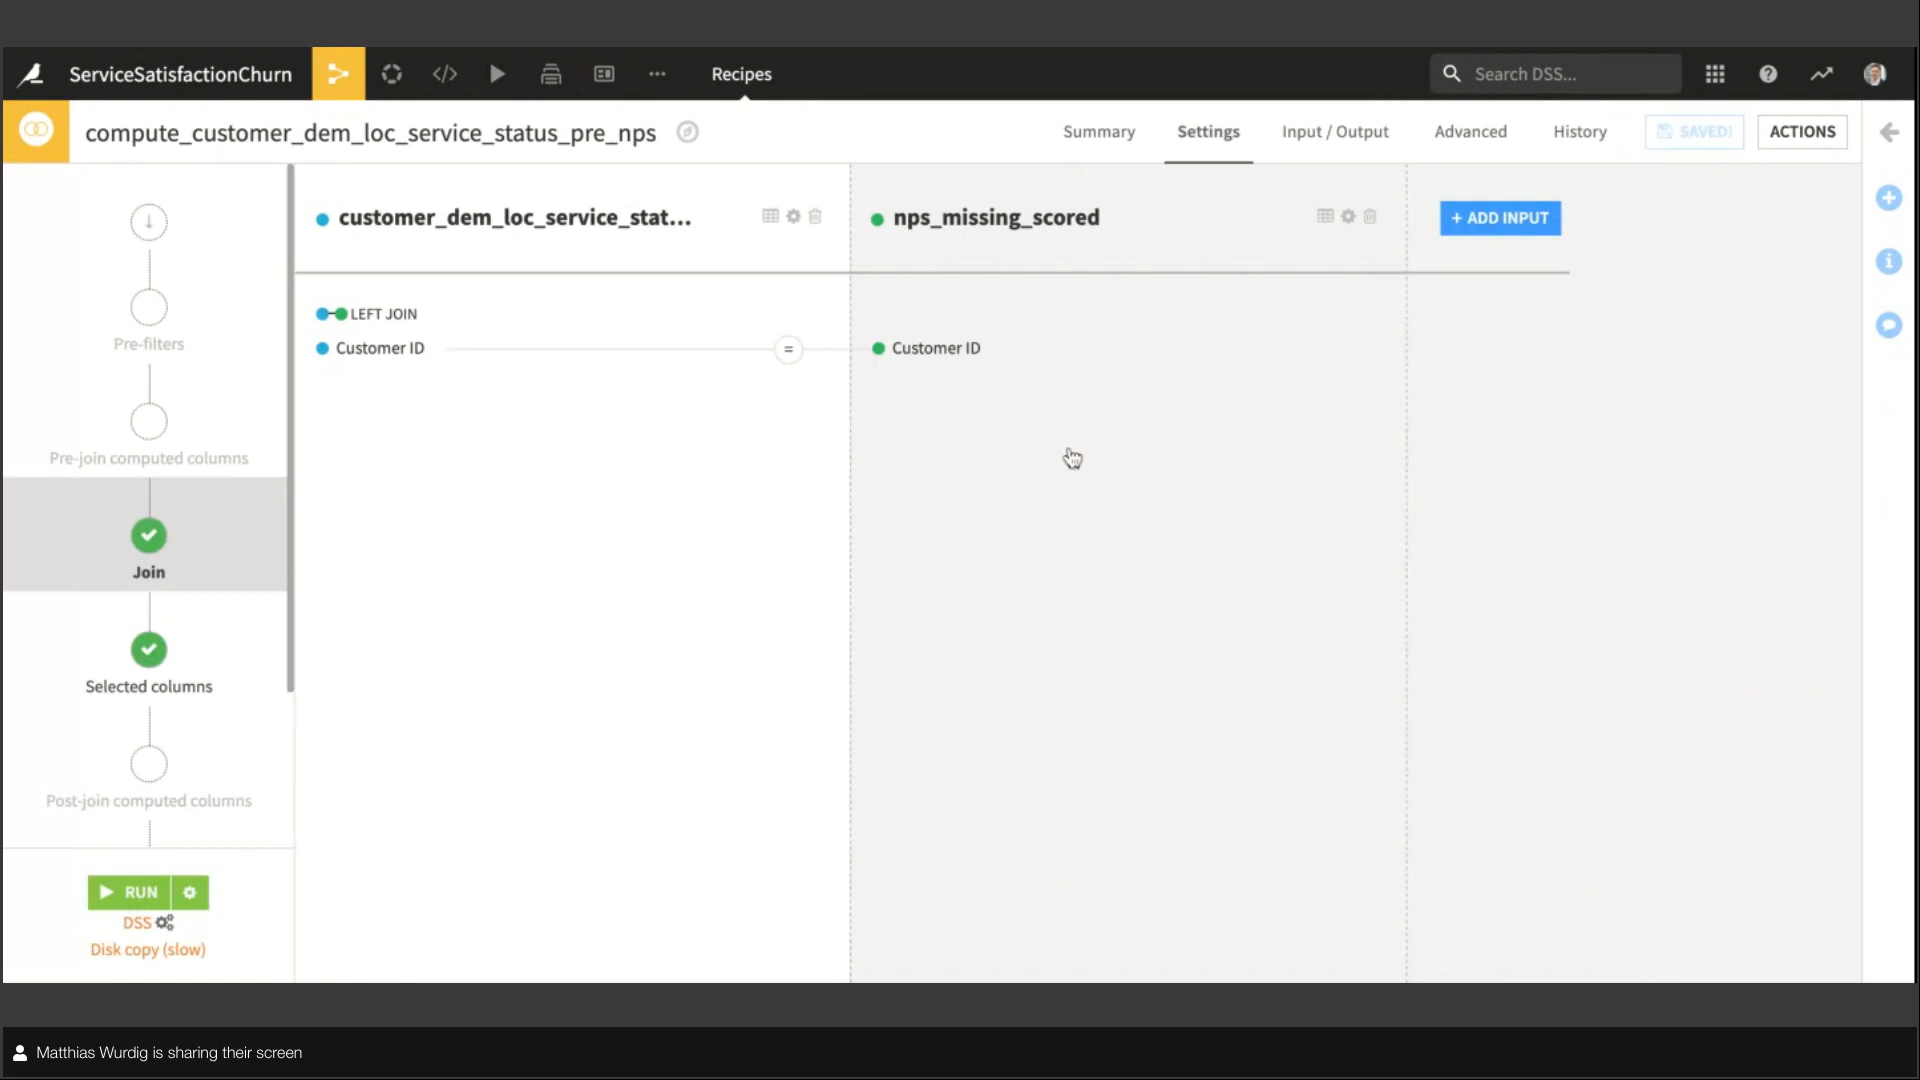 ServiceSatisfactionChurn
Recipes
Search DSS...
compute_customer_dem_loc_service_status_pre_nps
Summary
Settings
Input / Output
Advanced
History
SAVED!
ACTIONS
Pre-filters
Pre-join computed columns
Join
Selected columns
Post-join computed columns
RUN
DSS
Disk copy (slow)
customer_dem_loc_service_stat...
nps_missing_scored
+ ADD INPUT
LEFT JOIN
Customer ID
=
Customer ID
Matthias Wurdig is sharing their screen